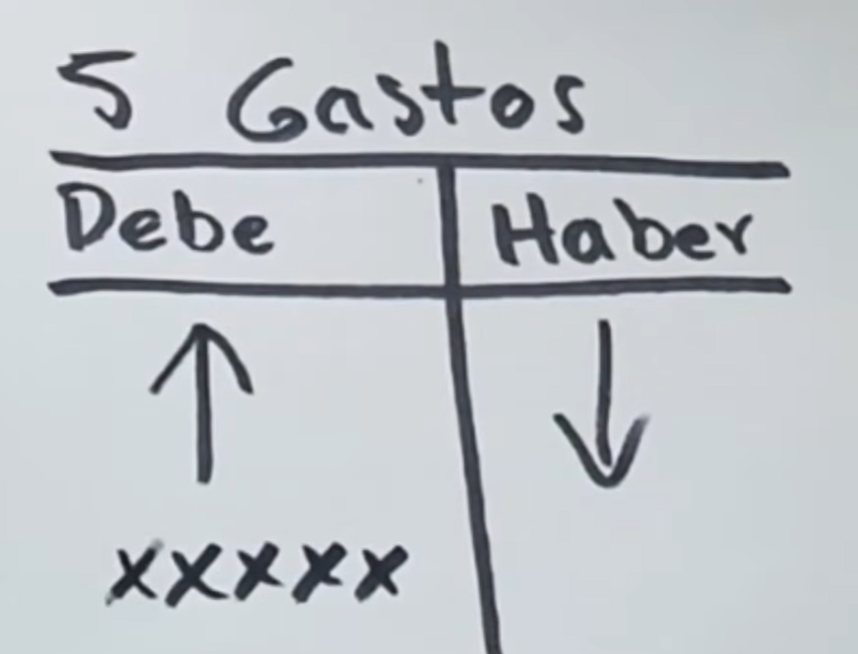 5 Gastos
Debe Haber
↑ ↓
xxxxx